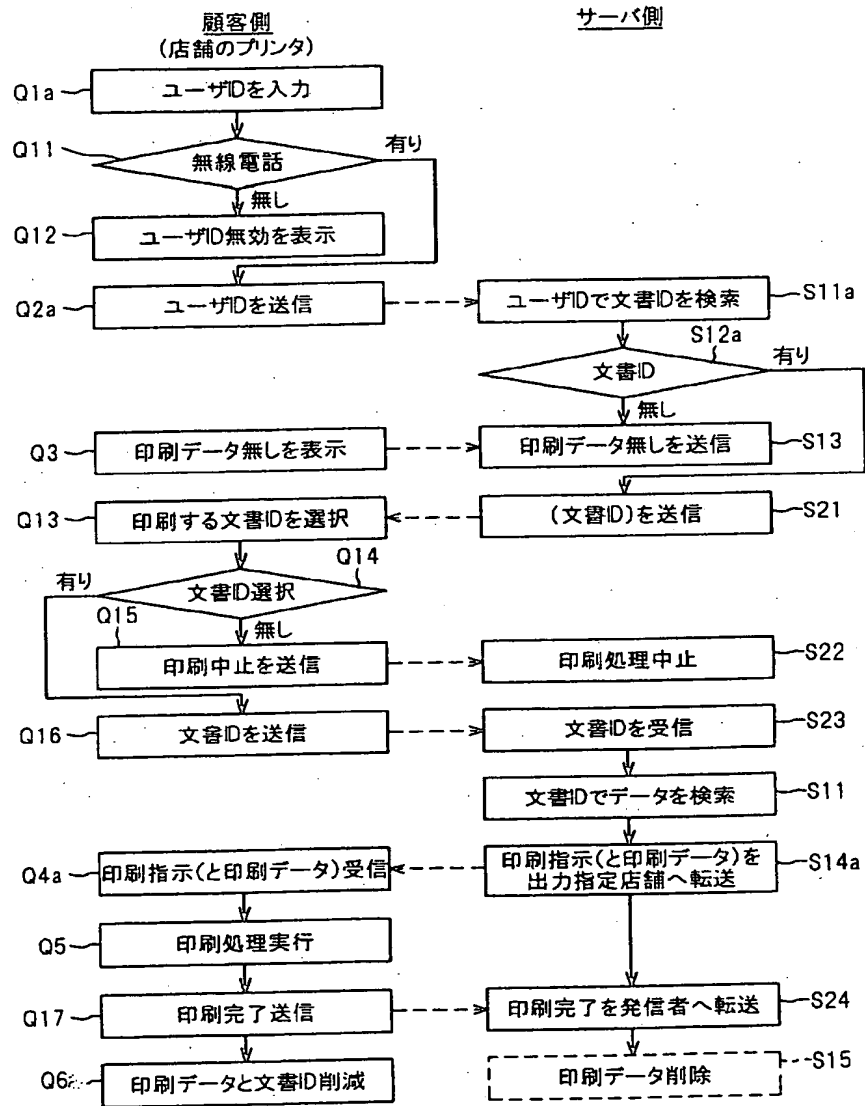 顧客側
(店舗のプリンタ)
サーバ側
Q1a
ユーザIDを入力
Q11
無線電話
有り
無し
Q12
ユーザID無効を表示
Q2a
ユーザIDを送信
ユーザIDで文書IDを検索
S11a
S12a
文書ID
有り
無し
Q3
印刷データ無しを表示
印刷データ無しを送信
S13
Q13
印刷する文書IDを選択
(文書ID)を送信
S21
Q14
有り
文書ID選択
Q15
無し
印刷中止を送信
印刷処理中止
S22
Q16
文書IDを送信
文書IDを受信
S23
文書IDでデータを検索
S11
Q4a
印刷指示(と印刷データ)受信
印刷指示(と印刷データ)を
出力指定店舗へ転送
S14a
Q5
印刷処理実行
Q17
印刷完了送信
印刷完了を発信者へ転送
S24
Q6a
印刷データと文書ID削減
印刷データ削除
S15